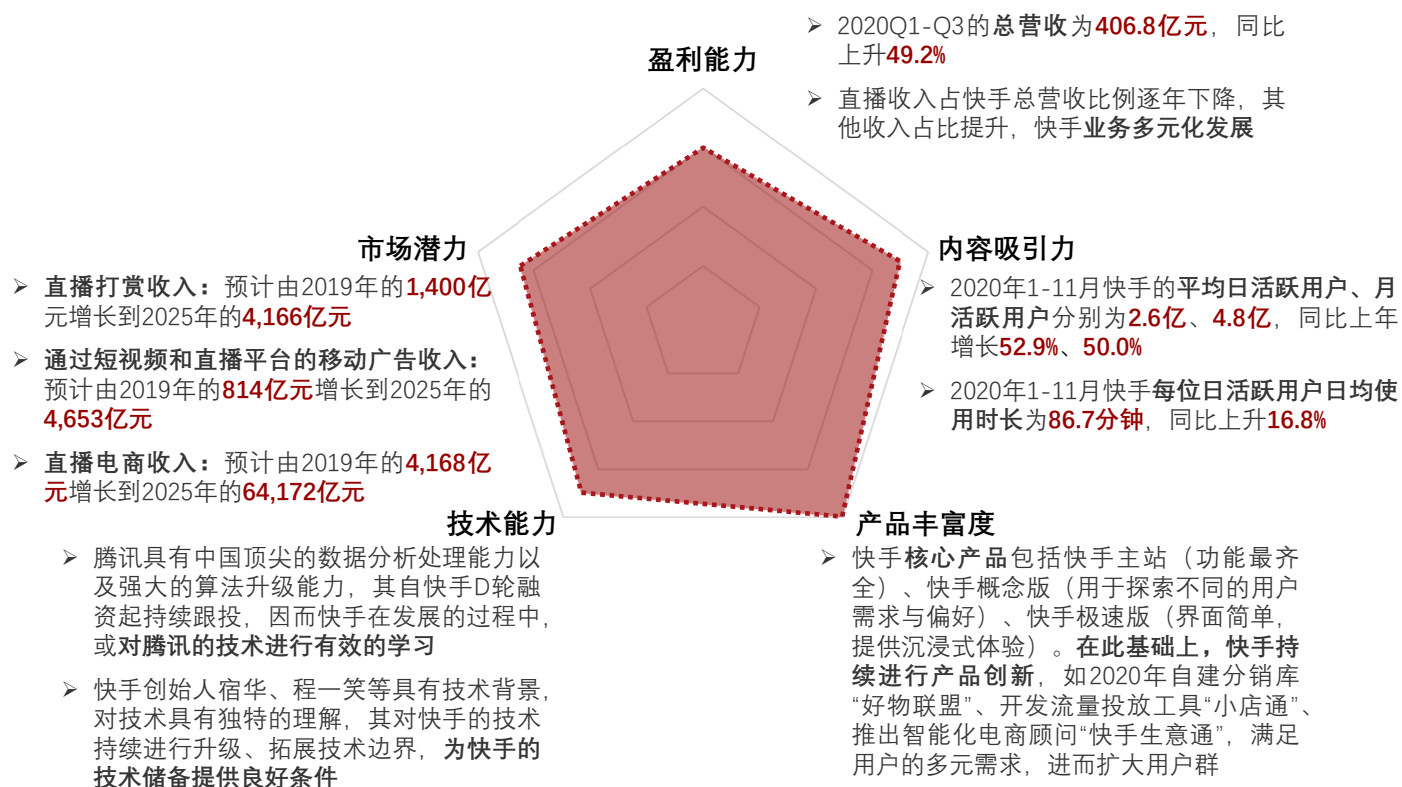 盈利能力
➢ 2020Q1-Q3的总营收为406.8亿元，同比
上升49.2%
➢ 直播收入占快手总营收比例逐年下降，其
他收入占比提升，快手业务多元化发展
市场潜力
➢ 直播打赏收入：预计由2019年的1,400亿
元增长到2025年的4,166亿元
➢ 通过短视频和直播平台的移动广告收入：
预计由2019年的814亿元增长到2025年的
4,653亿元
➢ 直播电商收入：预计由2019年的4,168亿
元增长到2025年的64,172亿元
内容吸引力
➢ 2020年1-11月快手的平均日活跃用户、月
活跃用户分别为2.6亿、4.8亿，同比上年
增长52.9%、50.0%
➢ 2020年1-11月快手每位日活跃用户日均使
用时长为86.7分钟，同比上升16.8%
技术能力
➢ 腾讯具有中国顶尖的数据分析处理能力以
及强大的算法升级能力，其自快手D轮融
资起持续跟投，因而快手在发展的过程中，
或对腾讯的技术进行有效的学习
➢ 快手创始人宿华、程一笑等具有技术背景，
对技术具有独特的理解，其对快手的技术
持续进行升级、拓展技术边界，为快手的
技术储备提供良好条件
产品丰富度
➢ 快手核心产品包括快手主站（功能最齐
全）、快手概念版（用于探索不同的用户
需求与偏好）、快手极速版（界面简单，
提供沉浸式体验）。在此基础上，快手持
续进行产品创新，如2020年自建分销库
“好物联盟”、开发流量投放工具“小店通”、
推出智能化电商顾问“快手生意通”，满足
用户的多元需求，进而扩大用户群